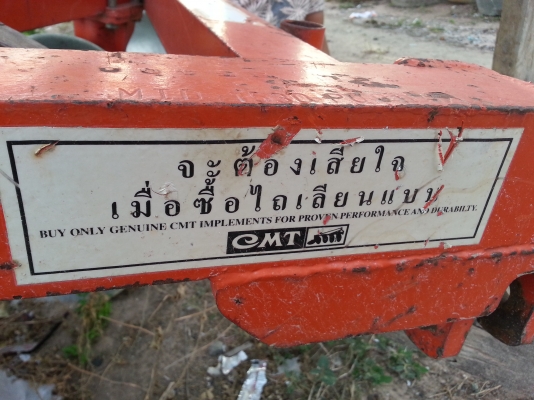 จะต้องเสียใจ
เมื่อซื้อไถเลียนแบบ
BUY ONLY GENUINE CMT IMPLEMENTS FOR PROVEN PERFORMANCE AND DURABILTY.
CMT